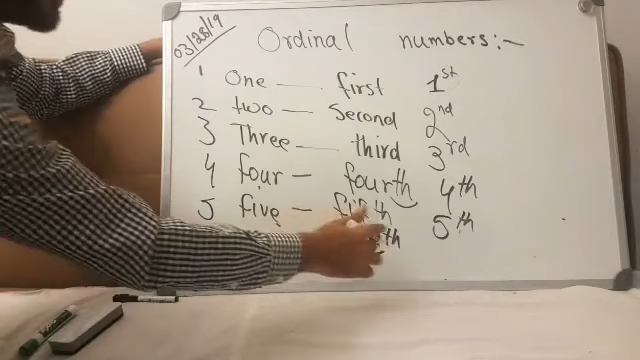 03/28/19
Ordinal numbers:-
1 One — first 1st
2 two — Second 2nd
3 Three — third 3rd
4 four — fourth 4th
5 five — fifth 5th